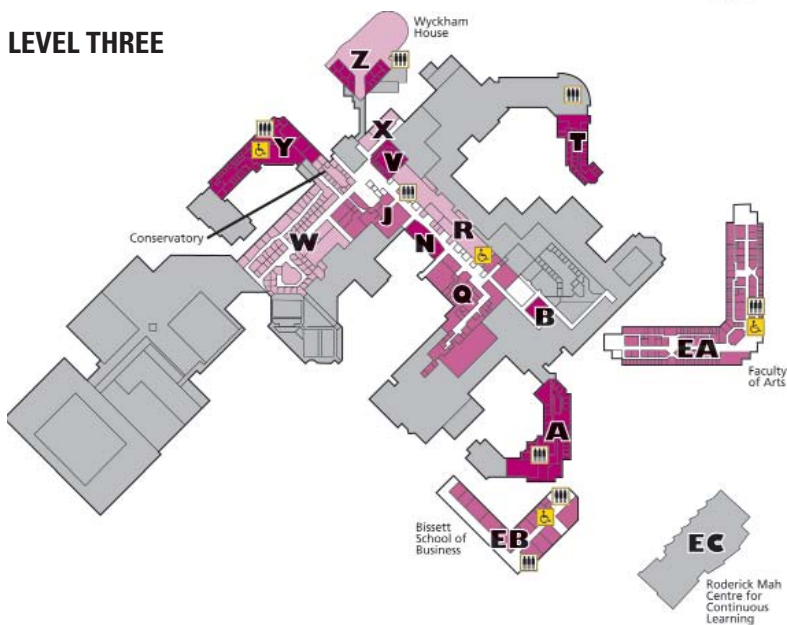 Wyckham
House
LEVEL THREE
Z
X
Y
V
T
Conservatory
J
W
R
N
Q
B
EA
Faculty
of Arts
A
Bissett
School of
Business
EB
EC
Roderick Mah
Centre for
Continuous
Learning